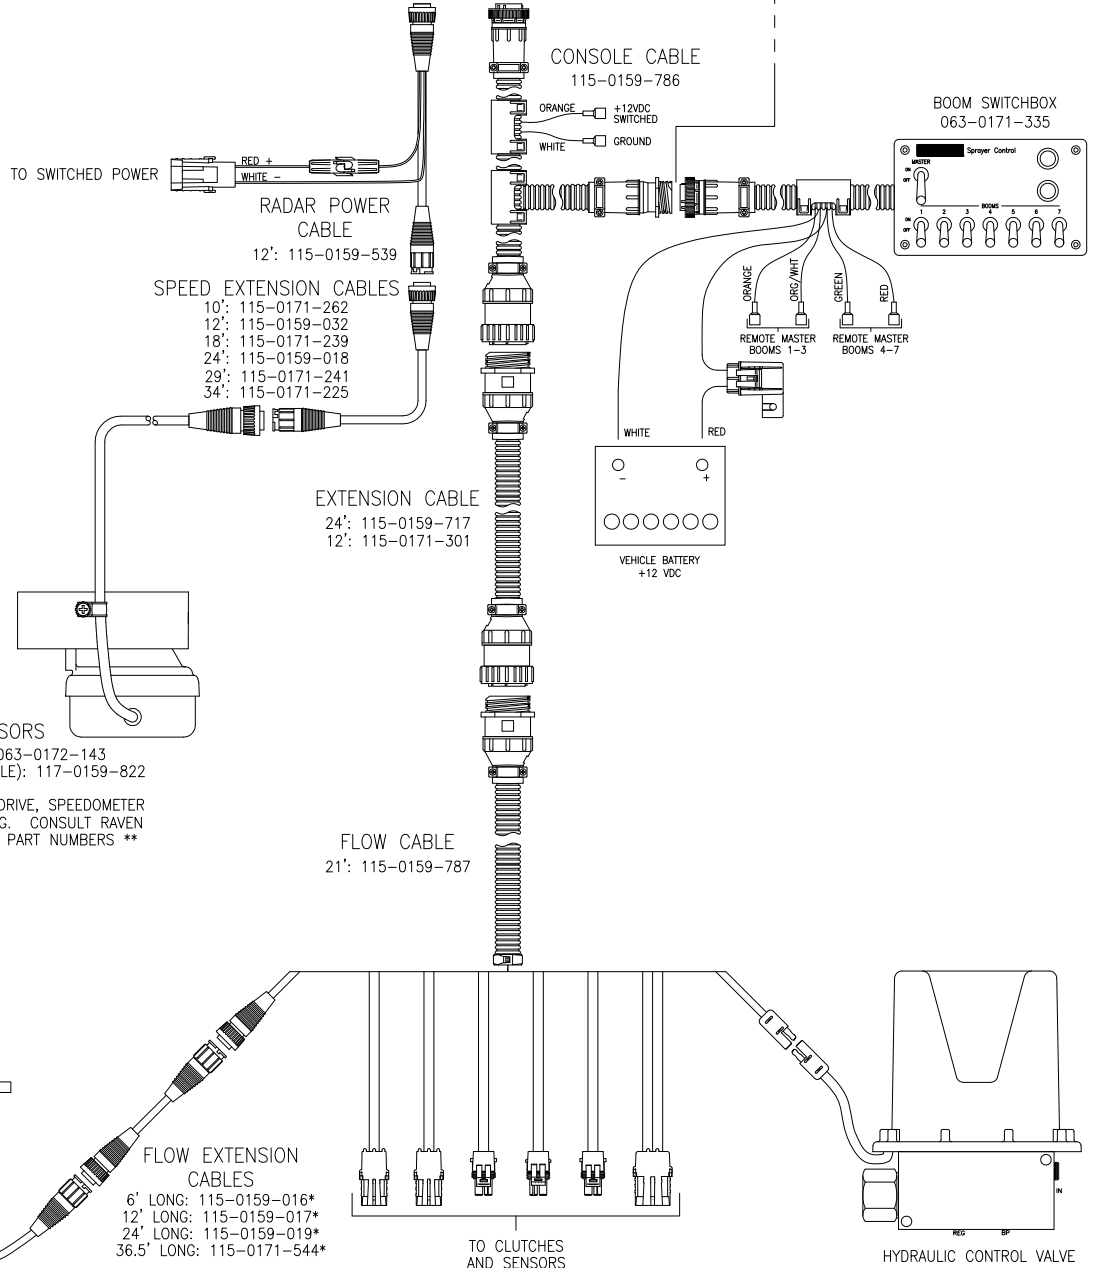 CONSOLE CABLE
115-0159-786
ORANGE
+12VDC
SWITCHED
WHITE
GROUND
BOOM SWITCHBOX
063-0171-335
Sprayer Control
MASTER
ON
OFF
BOOMS
1 2 3 4 5 6 7
ON
OFF
TO SWITCHED POWER
RED +
WHITE -
RADAR POWER
CABLE
12': 115-0159-539
SPEED EXTENSION CABLES
10': 115-0171-262
12': 115-0159-032
18': 115-0171-239
24': 115-0159-018
29': 115-0171-241
34': 115-0171-225
ORANGE
ORG/WHT
GREEN
RED
REMOTE MASTER
BOOMS 1-3
REMOTE MASTER
BOOMS 4-7
WHITE
RED
- +
VEHICLE BATTERY
+12 VDC
EXTENSION CABLE
24': 115-0159-717
12': 115-0171-301
SORS
063-0172-143
LE): 117-0159-822
DRIVE, SPEEDOMETER
G. CONSULT RAVEN
PART NUMBERS **
FLOW CABLE
21': 115-0159-787
FLOW EXTENSION
CABLES
6' LONG: 115-0159-016*
12' LONG: 115-0159-017*
24' LONG: 115-0159-019*
36.5' LONG: 115-0171-544*
TO CLUTCHES
AND SENSORS
IN
REG
BP
HYDRAULIC CONTROL VALVE